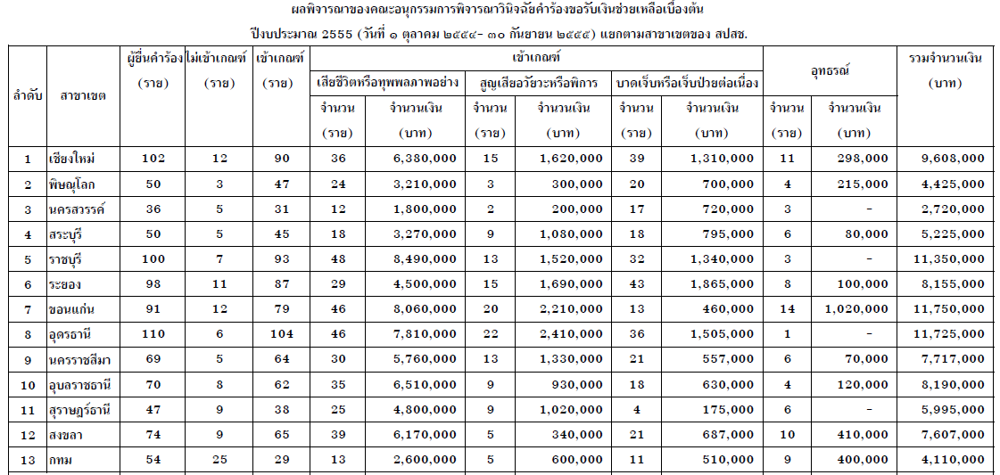 ผลพิจารณาของคณะอนุกรรมการพิจารณาวินิจฉัยคำร้องขอรับเงินช่วยเหลือเบื้องต้น
ปีงบประมาณ 2555 (วันที่ ๑ ตุลาคม ๒๕๕๔- ๓๐ กันยายน ๒๕๕๕) แยกตามสาขาเขตของ สปสช.
ลำดับ สาขาเขต ผู้ยื่นคำร้อง (ราย) ไม่เข้าเกณฑ์ (ราย) เข้าเกณฑ์ (ราย) เข้าเกณฑ์ อุทธรณ์ รวมจำนวนเงิน (บาท)
เสียชีวิตหรือทุพพลภาพอย่าง สูญเสียอวัยวะหรือพิการ บาดเจ็บหรือเจ็บป่วยต่อเนื่อง
จำนวน จำนวนเงิน จำนวน จำนวนเงิน จำนวน จำนวนเงิน จำนวน จำนวนเงิน
(ราย) (บาท) (ราย) (บาท) (ราย) (บาท) (ราย) (บาท)
1 เชียงใหม่ 102 12 90 36 6,380,000 15 1,620,000 39 1,310,000 11 298,000 9,608,000
2 พิษณุโลก 50 3 47 24 3,210,000 3 300,000 20 700,000 4 215,000 4,425,000
3 นครสวรรค์ 36 5 31 12 1,800,000 2 200,000 17 720,000 3 - 2,720,000
4 สระบุรี 50 5 45 18 3,270,000 9 1,080,000 18 795,000 6 80,000 5,225,000
5 ราชบุรี 100 7 93 48 8,490,000 13 1,520,000 32 1,340,000 3 - 11,350,000
6 ระยอง 98 11 87 29 4,500,000 15 1,690,000 43 1,865,000 8 100,000 8,155,000
7 ขอนแก่น 91 12 79 46 8,060,000 20 2,210,000 13 460,000 14 1,020,000 11,750,000
8 อุดรธานี 110 6 104 46 7,810,000 22 2,410,000 36 1,505,000 1 - 11,725,000
9 นครราชสีมา 69 5 64 30 5,760,000 13 1,330,000 21 557,000 6 70,000 7,717,000
10 อุบลราชธานี 70 8 62 35 6,510,000 9 930,000 18 630,000 4 120,000 8,190,000
11 สุราษฎร์ธานี 47 9 38 25 4,800,000 9 1,020,000 4 175,000 6 - 5,995,000
12 สงขลา 74 9 65 39 6,170,000 5 340,000 21 687,000 10 410,000 7,607,000
13 กทม 54 25 29 13 2,600,000 5 600,000 11 510,000 9 400,000 4,110,000